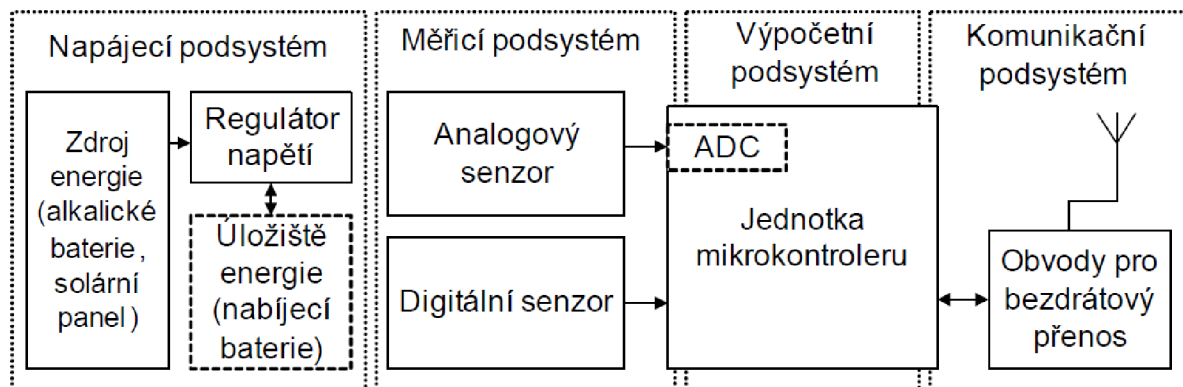 Napájecí podsystém
Zdroj
energie
(alkalické
baterie,
solární
panel)
Regulátor
napětí
Úložiště
energie
(nabíjecí
baterie)
Měřicí podsystém
Analogový
senzor
Digitální senzor
Výpočetní
podsystém
ADC
Jednotka
mikrokontroleru
Komunikační
podsystém
Obvody pro
bezdrátový
přenos